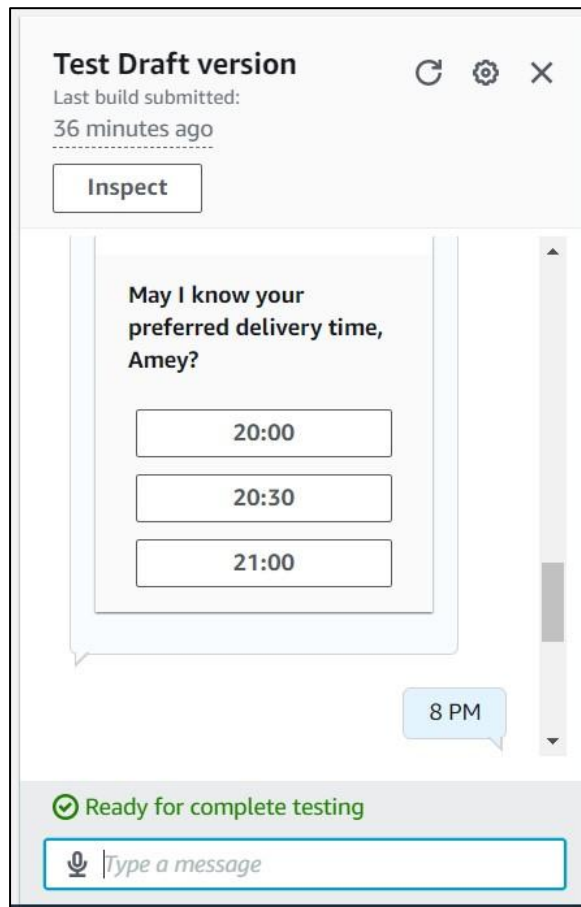 Test Draft version
Last build submitted:
36 minutes ago
Inspect
May I know your
preferred delivery time,
Amey?
20:00
20:30
21:00
8 PM
Ready for complete testing
Type a message